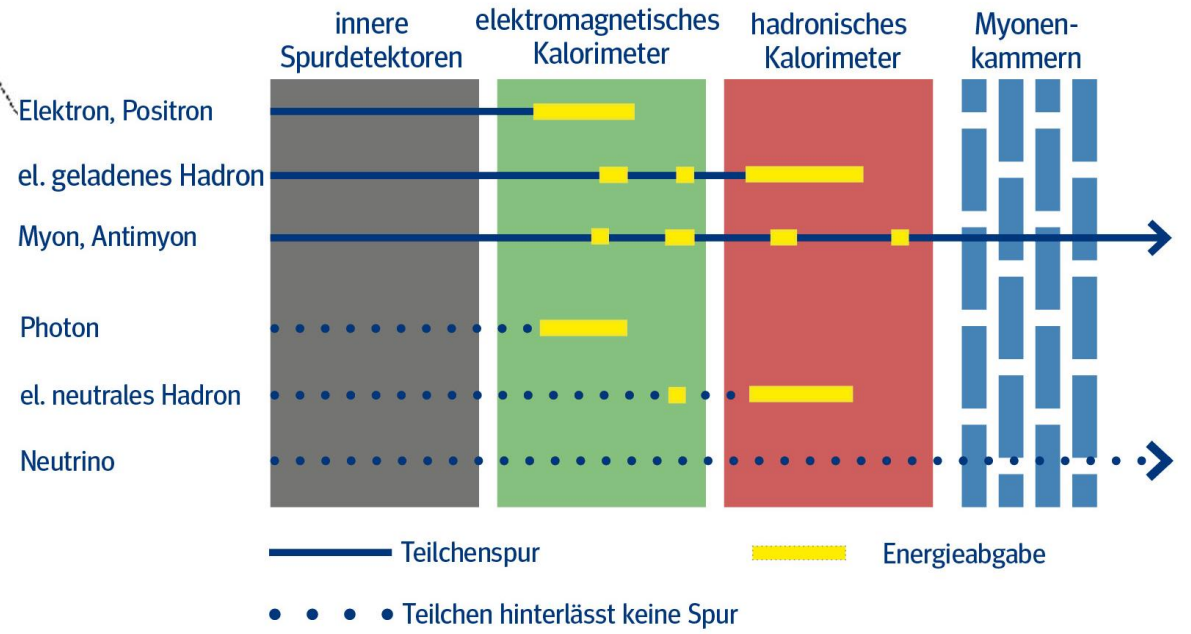 innere
Spurdetektoren
elektromagnetisches
Kalorimeter
hadronisches
Kalorimeter
Myonen-
kammern
Elektron, Positron
el. geladenes Hadron
Myon, Antimyon
Photon
el. neutrales Hadron
Neutrino
Teilchenspur
Energieabgabe
Teilchen hinterlässt keine Spur